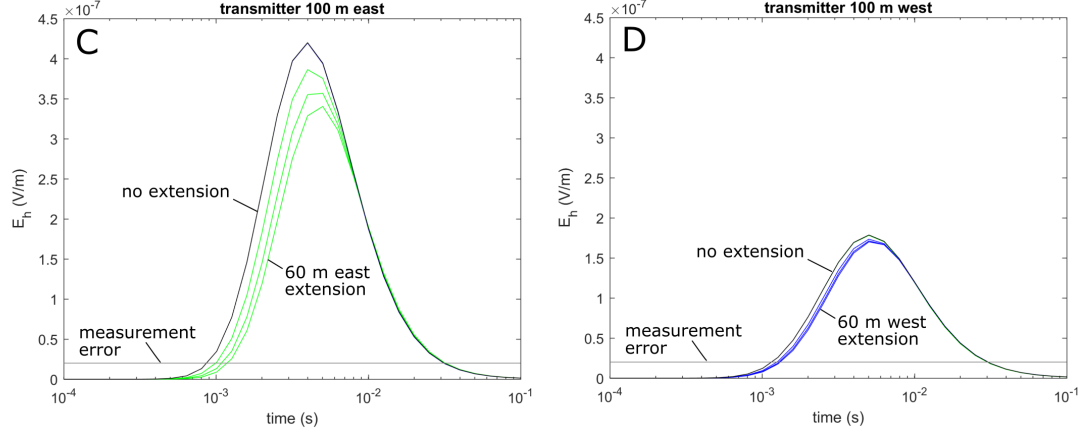 transmitter 100 m east
×10⁻⁷
C
4.5
4
3.5
3
2.5
2
1.5
1
0.5
0
E_h (V/m)
no extension
60 m east
extension
measurement
error
10⁻⁴
10⁻³
10⁻²
10⁻¹
time (s)
transmitter 100 m west
×10⁻⁷
D
4.5
4
3.5
3
2.5
2
1.5
1
0.5
0
E_h (V/m)
no extension
60 m west
extension
measurement
error
10⁻⁴
10⁻³
10⁻²
10⁻¹
time (s)